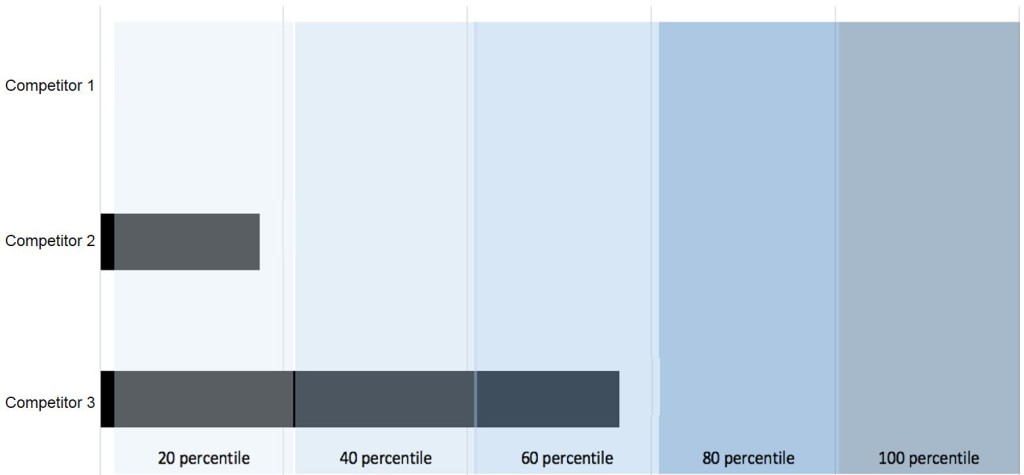 Competitor 1
Competitor 2
Competitor 3
20 percentile 40 percentile 60 percentile 80 percentile 100 percentile